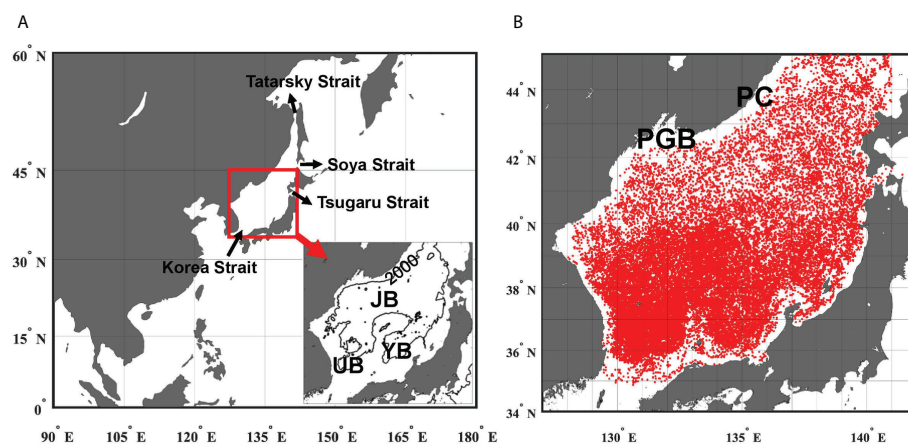 A
B
60° N
45° N
30° N
15° N
0°
90° E
105° E
120° E
135° E
150° E
165° E
180° E
Tatarsky Strait
Soya Strait
Tsugaru Strait
Korea Strait
2000
JB
UB
YB
44° N
42° N
40° N
38° N
36° N
34° N
130° E
135° E
140° E
PC
PGB